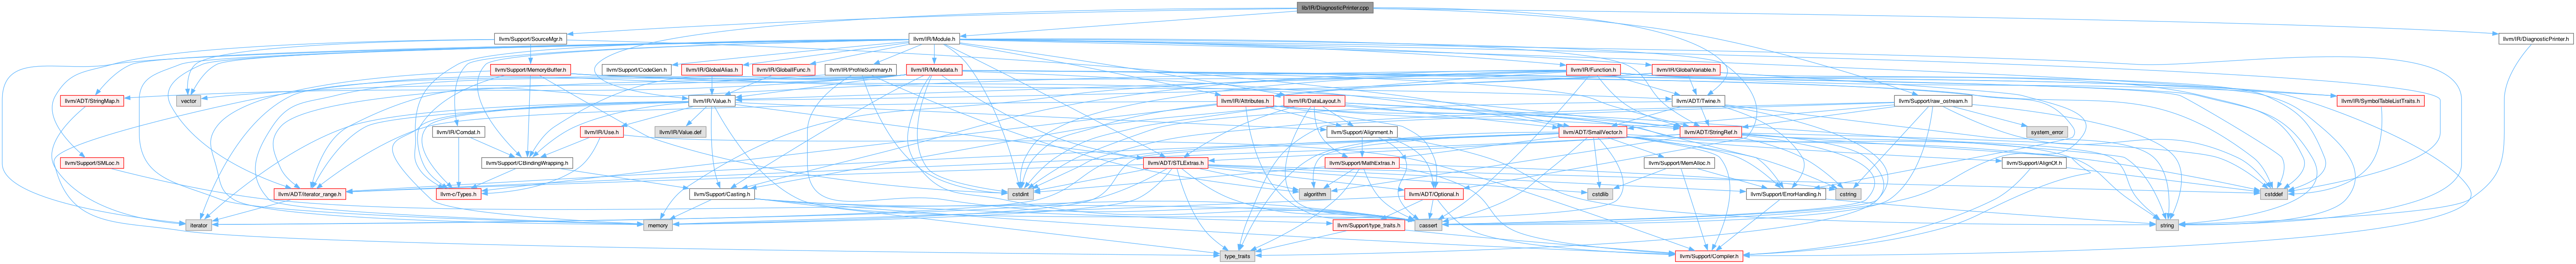 lib/IR/DiagnosticPrinter.cpp
llvm/Support/SourceMgr.h
llvm/IR/Module.h
llvm/IR/DiagnosticPrinter.h
llvm/Support/MemoryBuffer.h
llvm/Support/CodeGen.h
llvm/IR/GlobalAlias.h
llvm/IR/GlobalIFunc.h
llvm/IR/ProfileSummary.h
llvm/IR/Metadata.h
llvm/IR/Function.h
llvm/IR/GlobalVariable.h
llvm/ADT/StringMap.h
vector
llvm/IR/Value.h
llvm/IR/Attributes.h
llvm/IR/DataLayout.h
llvm/ADT/Twine.h
llvm/Support/raw_ostream.h
llvm/IR/SymbolTableListTraits.h
llvm/IR/Comdat.h
llvm/IR/Use.h
llvm/IR/Value.def
llvm/Support/Alignment.h
llvm/ADT/SmallVector.h
llvm/ADT/StringRef.h
system_error
llvm/Support/SMLoc.h
llvm/Support/CBindingWrapping.h
llvm/ADT/STLExtras.h
llvm/Support/MathExtras.h
llvm/Support/MemAlloc.h
llvm/Support/AlignOf.h
llvm/ADT/iterator_range.h
llvm-c/Types.h
llvm/Support/Casting.h
cstdint
algorithm
llvm/ADT/Optional.h
cstdlib
llvm/Support/ErrorHandling.h
cstring
cstddef
iterator
memory
llvm/Support/type_traits.h
cassert
string
type_traits
llvm/Support/Compiler.h